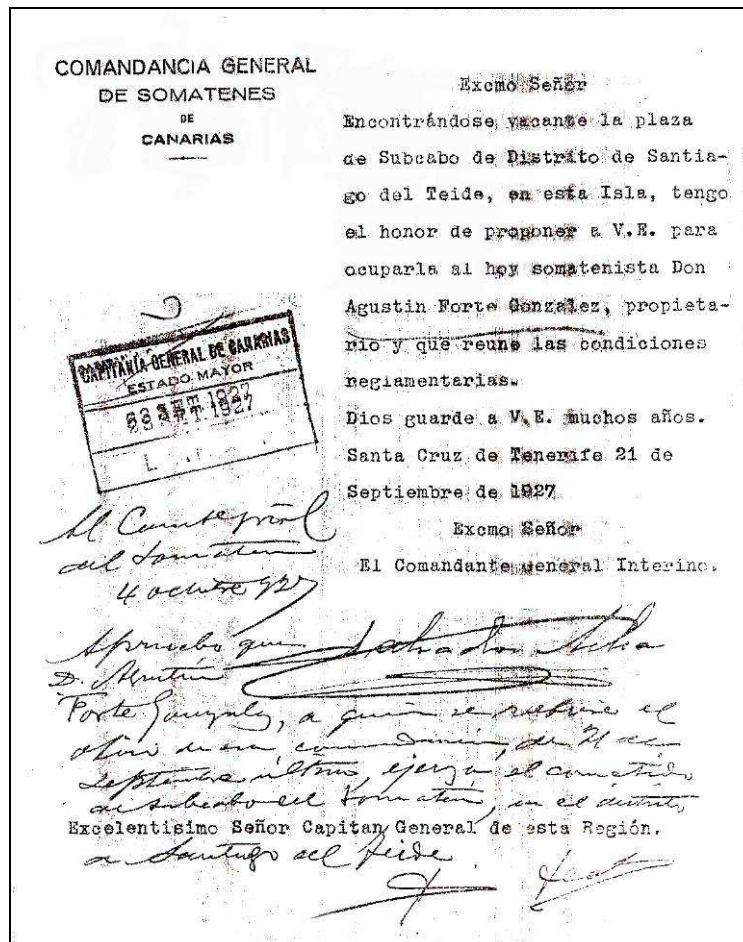 COMANDANCIA GENERAL
DE SOMATENES
DE
CANARIAS
Excmo Señor
Encontrándose vacante la plaza
de Subcabo de Distrito de Santia-
go del Teide, en esta Isla, tengo
el honor de proponer a V.E. para
ocuparla al hoy somatenista Don
Agustin Forte Gonzalez, propieta-
rio y que reune las condiciones
reglamentarias.
Dios guarde a V.E. muchos años.
Santa Cruz de Tenerife 21 de
Septiembre de 1927
Excmo Señor
El Comandante General Interino.
CAPITANÍA GENERAL DE CANARIAS
ESTADO MAYOR
23 SET 1927
Al Comte gral
del Somatén
4 octubre 927
Apruebo que
D. Agustín
Forte Gonzalez, a quien se refiere el
de 21 de
septiembre último, ejerza el cometido
de subcabo del Somatén, en el distrito
Excelentisimo Señor Capitan General de esta Región.
a Santiago del Teide